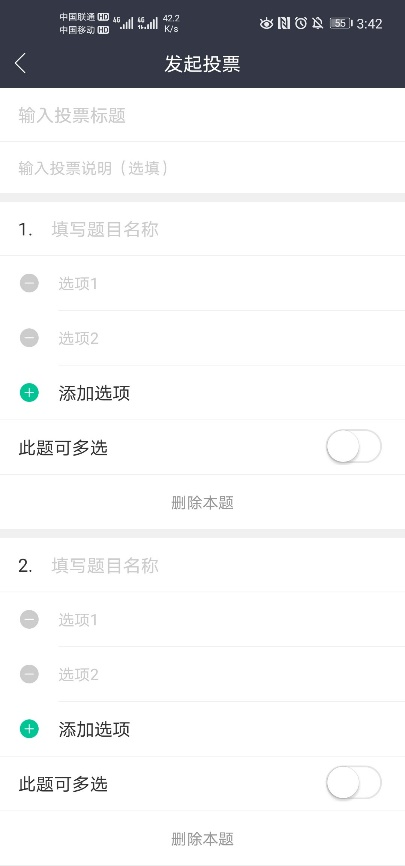 中国联通 HD 4G 4G 42.2
中国移动 HD K/s 55 3:42
发起投票
输入投票标题
输入投票说明（选填）
1. 填写题目名称
选项1
选项2
添加选项
此题可多选
删除本题
2. 填写题目名称
选项1
选项2
添加选项
此题可多选
删除本题